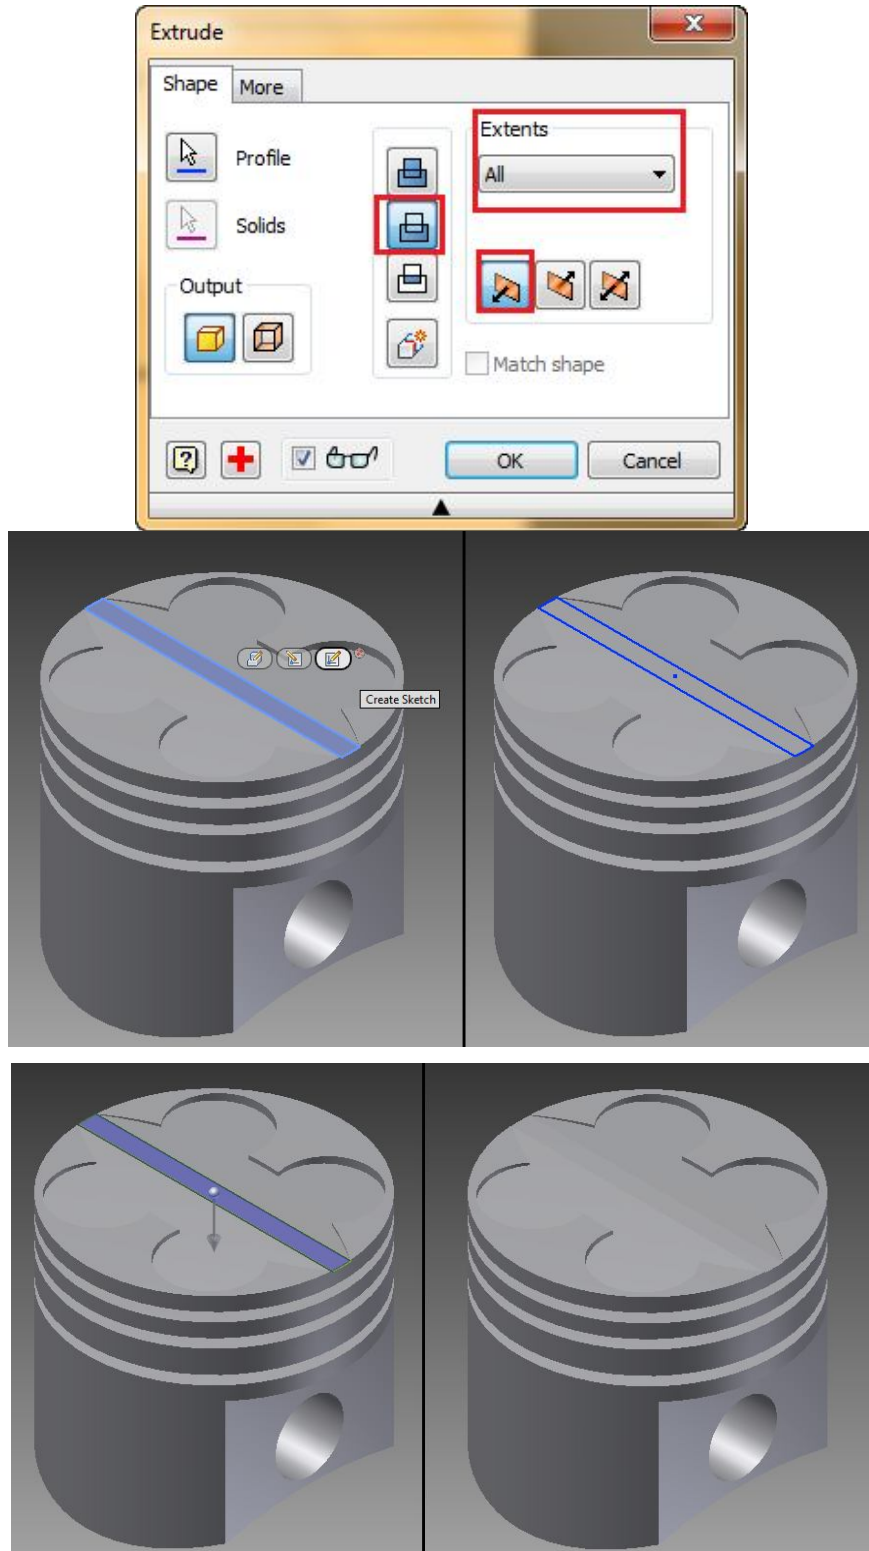 Extrude
Shape More
Profile
Solids
Output
Extents
All
Match shape
OK Cancel
Create Sketch